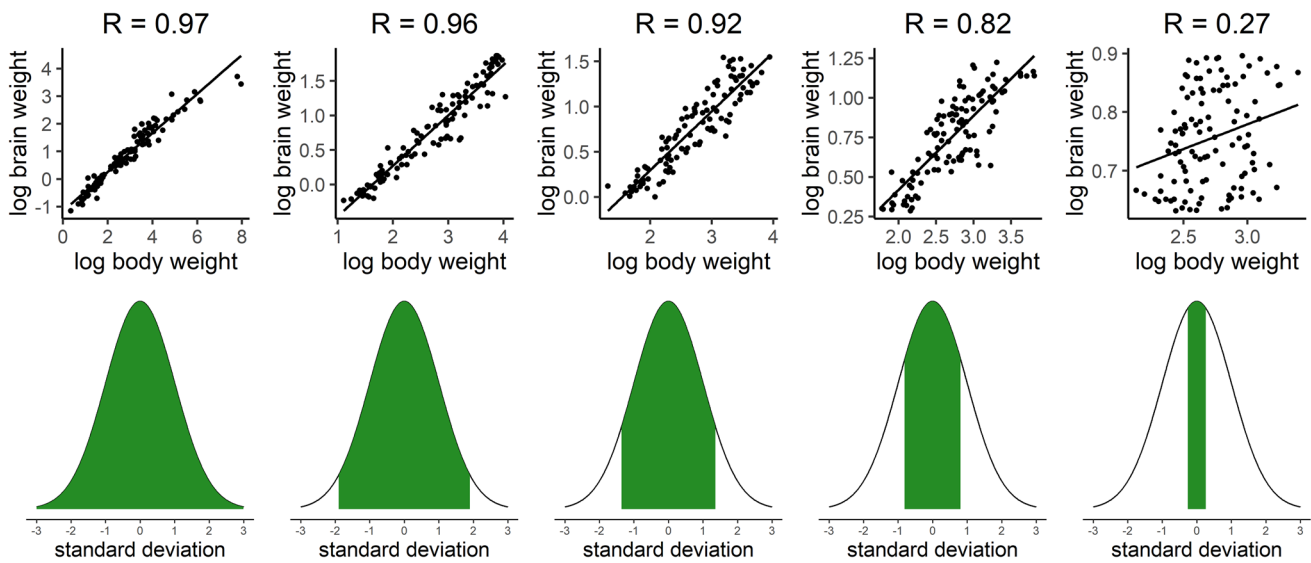 R = 0.97
R = 0.96
R = 0.92
R = 0.82
R = 0.27
log brain weight
4
3
2
1
0
-1
0
2
4
6
8
log body weight
log brain weight
1.5
1.0
0.5
0.0
1
2
3
4
log body weight
log brain weight
1.5
1.0
0.5
0.0
2
3
4
log body weight
log brain weight
1.25
1.00
0.75
0.50
0.25
2.0
2.5
3.0
3.5
log body weight
log brain weight
0.9
0.8
0.7
2.5
3.0
log body weight
-3 -2 -1 0 1 2 3
standard deviation
-3 -2 -1 0 1 2 3
standard deviation
-3 -2 -1 0 1 2 3
standard deviation
-3 -2 -1 0 1 2 3
standard deviation
-3 -2 -1 0 1 2 3
standard deviation